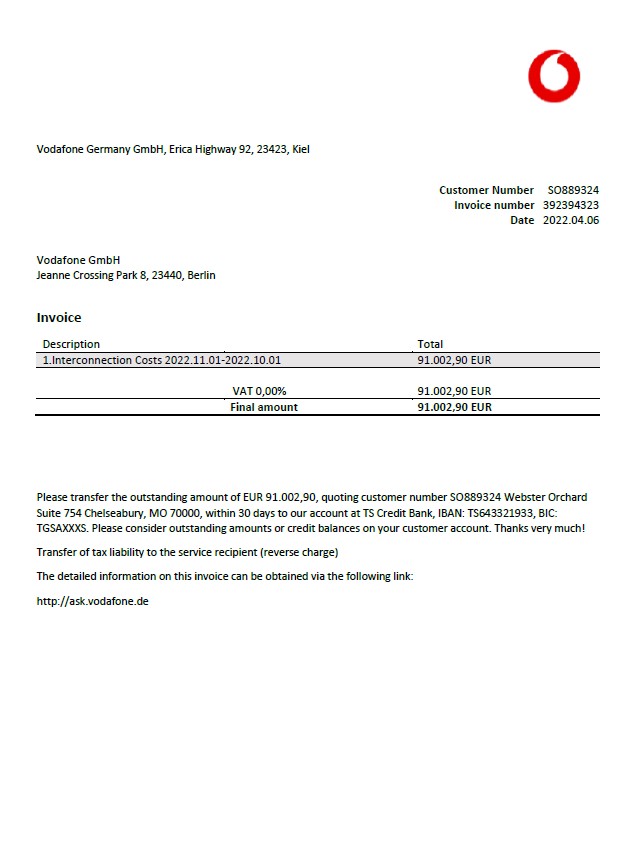 Vodafone Germany GmbH, Erica Highway 92, 23423, Kiel
Customer Number SO889324
Invoice number 392394323
Date 2022.04.06
Vodafone GmbH
Jeanne Crossing Park 8, 23440, Berlin
Invoice
Description Total
1.Interconnection Costs 2022.11.01-2022.10.01 91.002,90 EUR
VAT 0,00% 91.002,90 EUR
Final amount 91.002,90 EUR
Please transfer the outstanding amount of EUR 91.002,90, quoting customer number SO889324 Webster Orchard
Suite 754 Chelseabury, MO 70000, within 30 days to our account at TS Credit Bank, IBAN: TS643321933, BIC:
TGSAXXXS. Please consider outstanding amounts or credit balances on your customer account. Thanks very much!
Transfer of tax liability to the service recipient (reverse charge)
The detailed information on this invoice can be obtained via the following link:
http://ask.vodafone.de